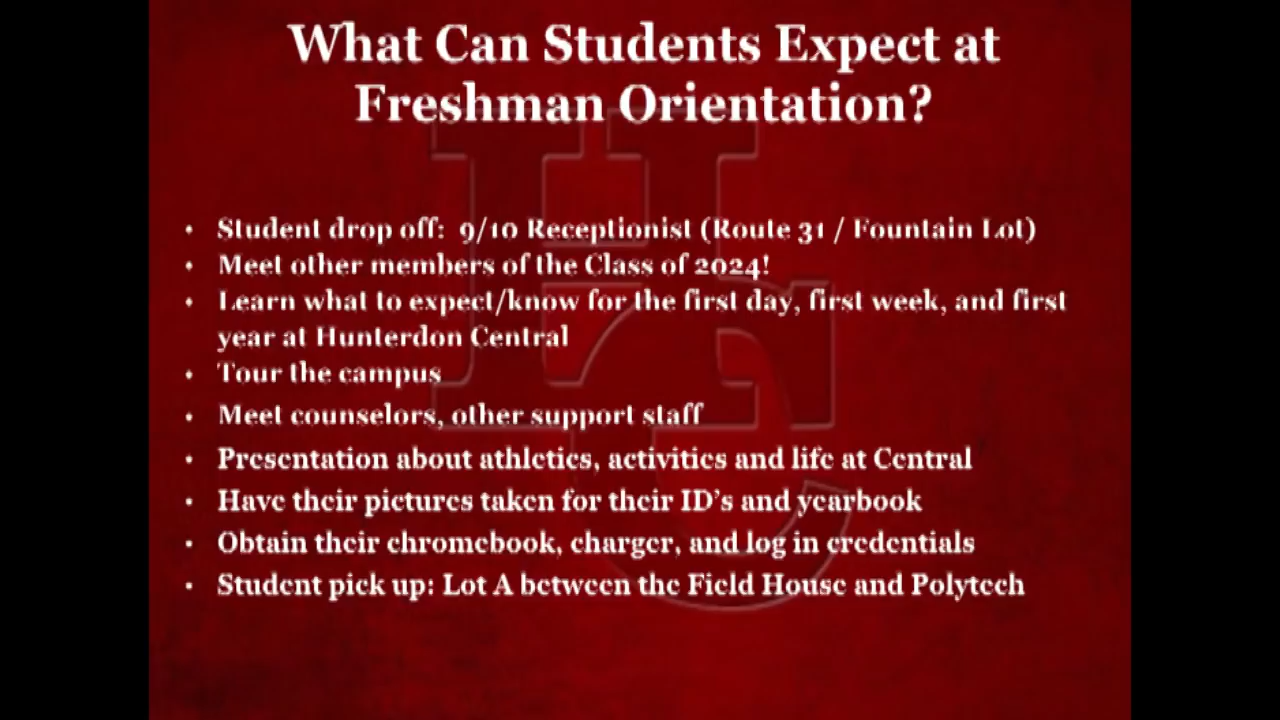 What Can Students Expect at
Freshman Orientation?
• Student drop off: 9/10 Receptionist (Route 31 / Fountain Lot)
• Meet other members of the Class of 2024!
• Learn what to expect/know for the first day, first week, and first
year at Hunterdon Central
• Tour the campus
• Meet counselors, other support staff
• Presentation about athletics, activities and life at Central
• Have their pictures taken for their ID’s and yearbook
• Obtain their chromebook, charger, and log in credentials
• Student pick up: Lot A between the Field House and Polytech
HC